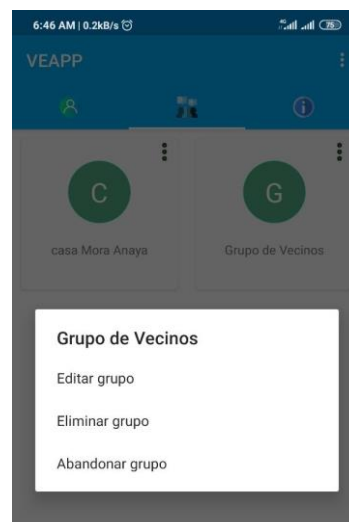 6:46 AM | 0.2kB/s
4G
75
VEAPP
C
G
casa Mora Anaya
Grupo de Vecinos
Grupo de Vecinos
Editar grupo
Eliminar grupo
Abandonar grupo